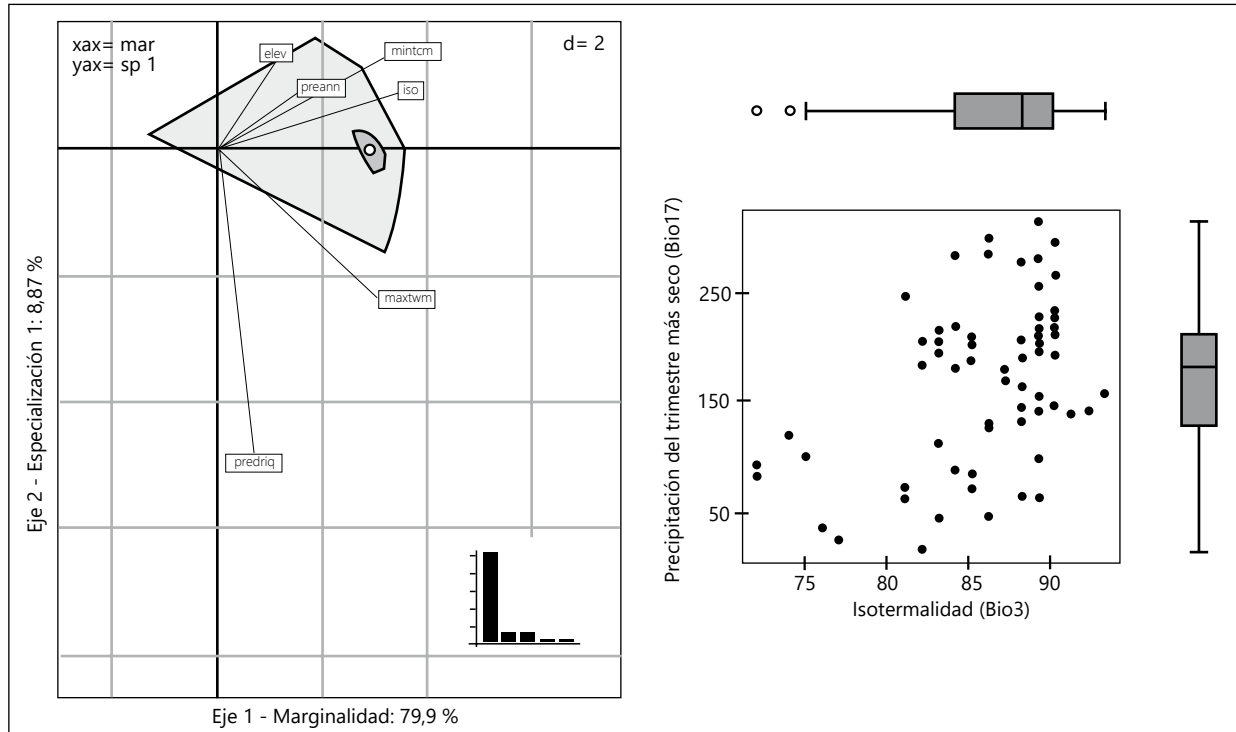 xax= mar
yax= sp 1
d= 2
elev
mintcm
preann
iso
maxtwm
predriq
Eje 2 - Especialización 1: 8,87 %
Eje 1 - Marginalidad: 79,9 %
Precipitación del trimestre más seco (Bio17)
250
150
50
75 80 85 90
Isotermalidad (Bio3)